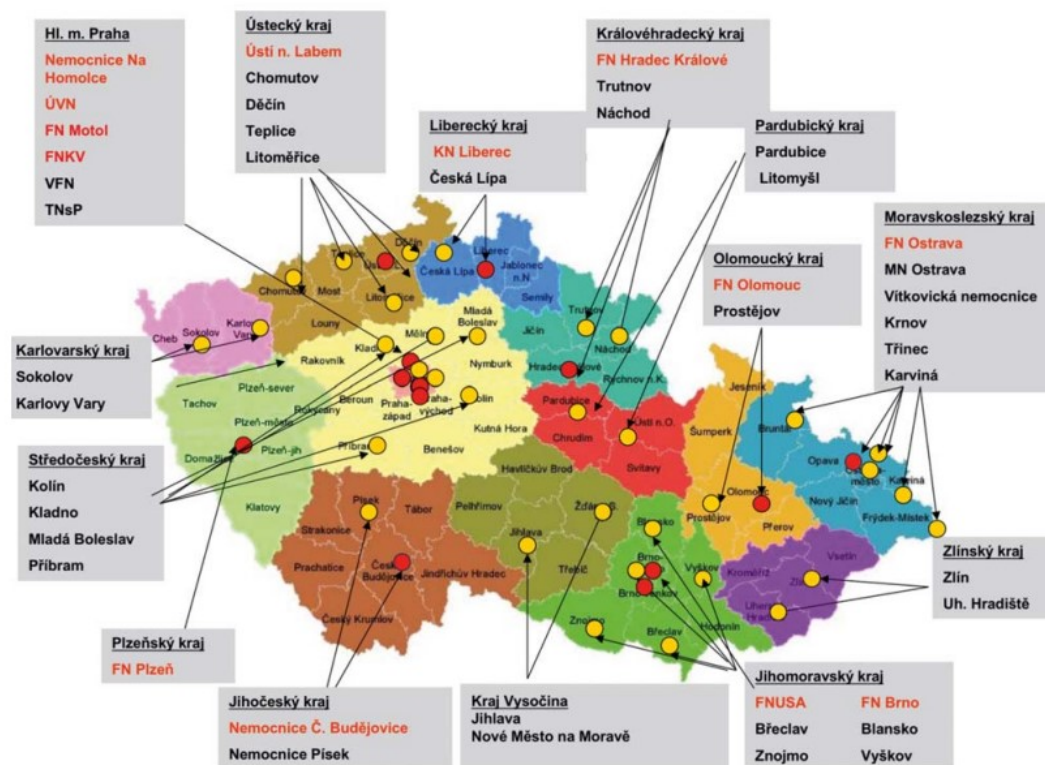 Hl. m. Praha
Nemocnice Na
Homolce
ÚVN
FN Motol
FNKV
VFN
TNsP
Ústecký kraj
Ústí n. Labem
Chomutov
Děčín
Teplice
Litoměřice
Liberecký kraj
KN Liberec
Česká Lípa
Královéhradecký kraj
FN Hradec Králové
Trutnov
Náchod
Pardubický kraj
Pardubice
Litomyšl
Olomoucký kraj
FN Olomouc
Prostějov
Moravskoslezský kraj
FN Ostrava
MN Ostrava
Vítkovická nemocnice
Krnov
Třinec
Karviná
Karlovarský kraj
Sokolov
Karlovy Vary
Středočeský kraj
Kolín
Kladno
Mladá Boleslav
Příbram
Plzeňský kraj
FN Plzeň
Jihočeský kraj
Nemocnice Č. Budějovice
Nemocnice Písek
Kraj Vysočina
Jihlava
Nové Město na Moravě
Jihomoravský kraj
FNUSA FN Brno
Břeclav Blansko
Znojmo Vyškov
Zlínský kraj
Zlín
Uh. Hradiště
Děčín
Liberec
Česká Lípa
Jablonec
n.N
Semily
Most
Louny
Cheb
Sokolov
Mladá
Boleslav
Trutnov
Jičín
Náchod
Rychnov n.K.
Rakovník
Nymburk
Beroun
Praha-
západ
Kutná Hora
Benešov
Plzeň-sever
Tachov
Rokycany
Plzeň-město
Plzeň-jih
Domažlice
Klatovy
Pardubice
Chrudim
Ústí n.O.
Svitavy
Jeseník
Šumperk
Bruntál
Opava
Olomouc
Prostějov
Přerov
Nový Jičín
Karviná
Frýdek-Místek
Havlíčkův Brod
Pelhřimov
Jihlava
Třebíč
Písek
Tábor
Strakonice
Prachatice
Budějovice
Jindřichův Hradec
Český Krumlov
Vyškov
Znojmo
Břeclav
Hodonín
Kroměříž
Vsetín